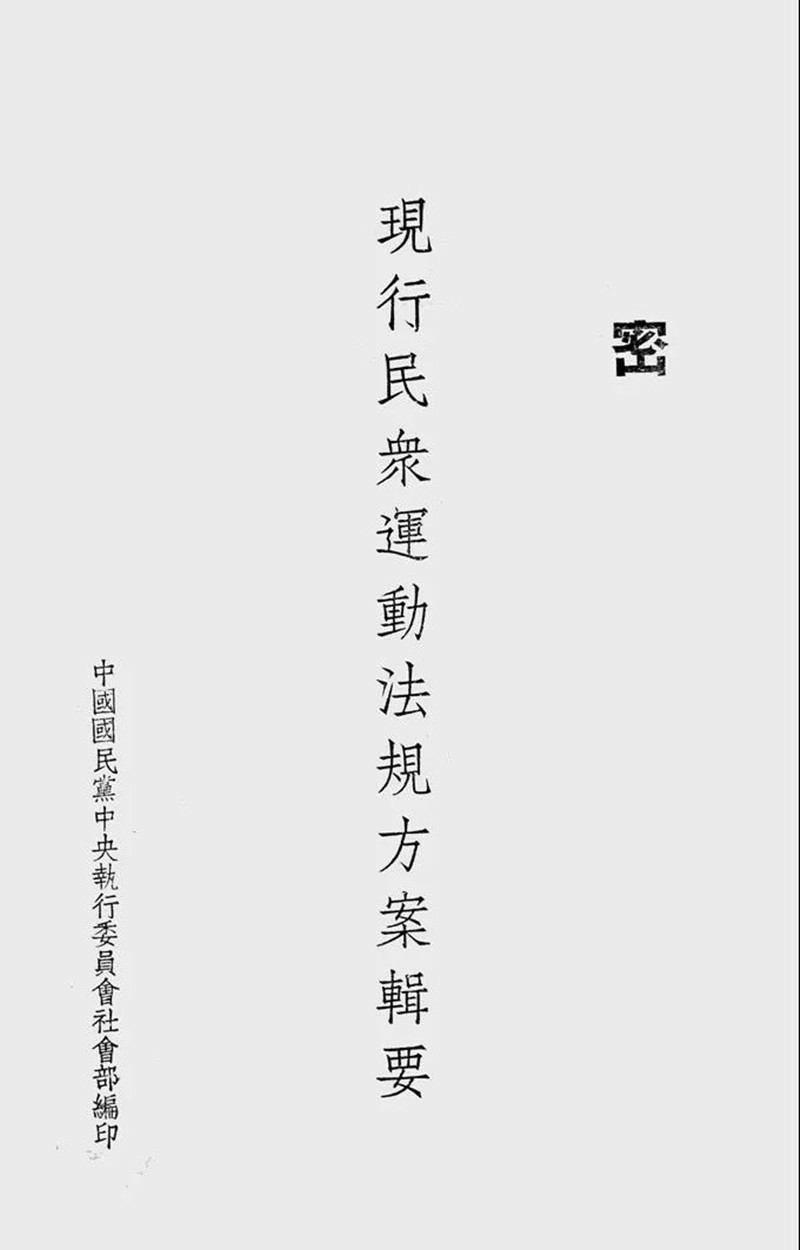 密
現行民衆運動法規方案輯要
中國國民黨中央執行委員會社會部編印